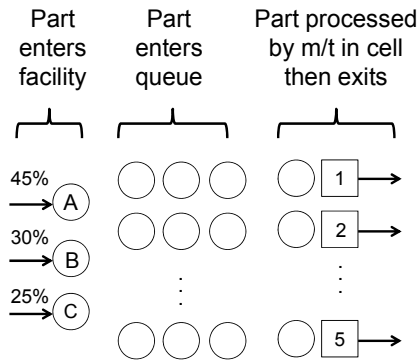 Part enters facility
Part enters queue
Part processed by m/t in cell then exits
45%
A
30%
B
25%
C
1
2
5